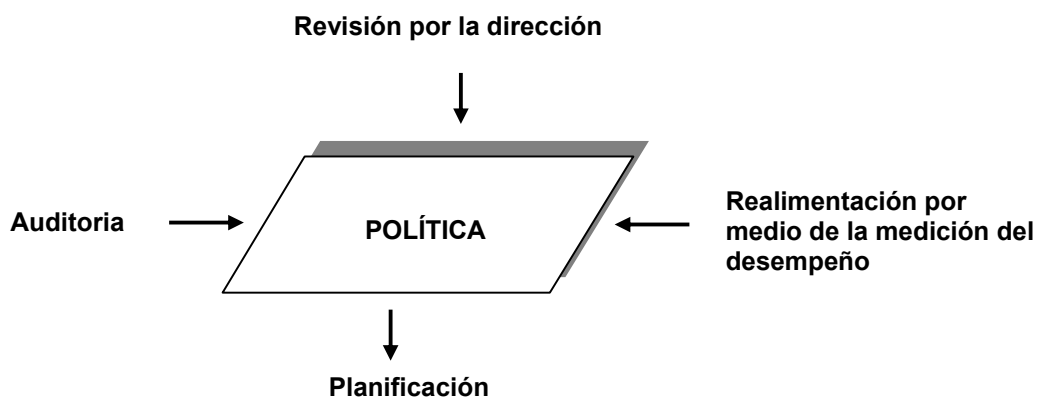 Revisión por la dirección
Auditoria
POLÍTICA
Realimentación por
medio de la medición del
desempeño
Planificación